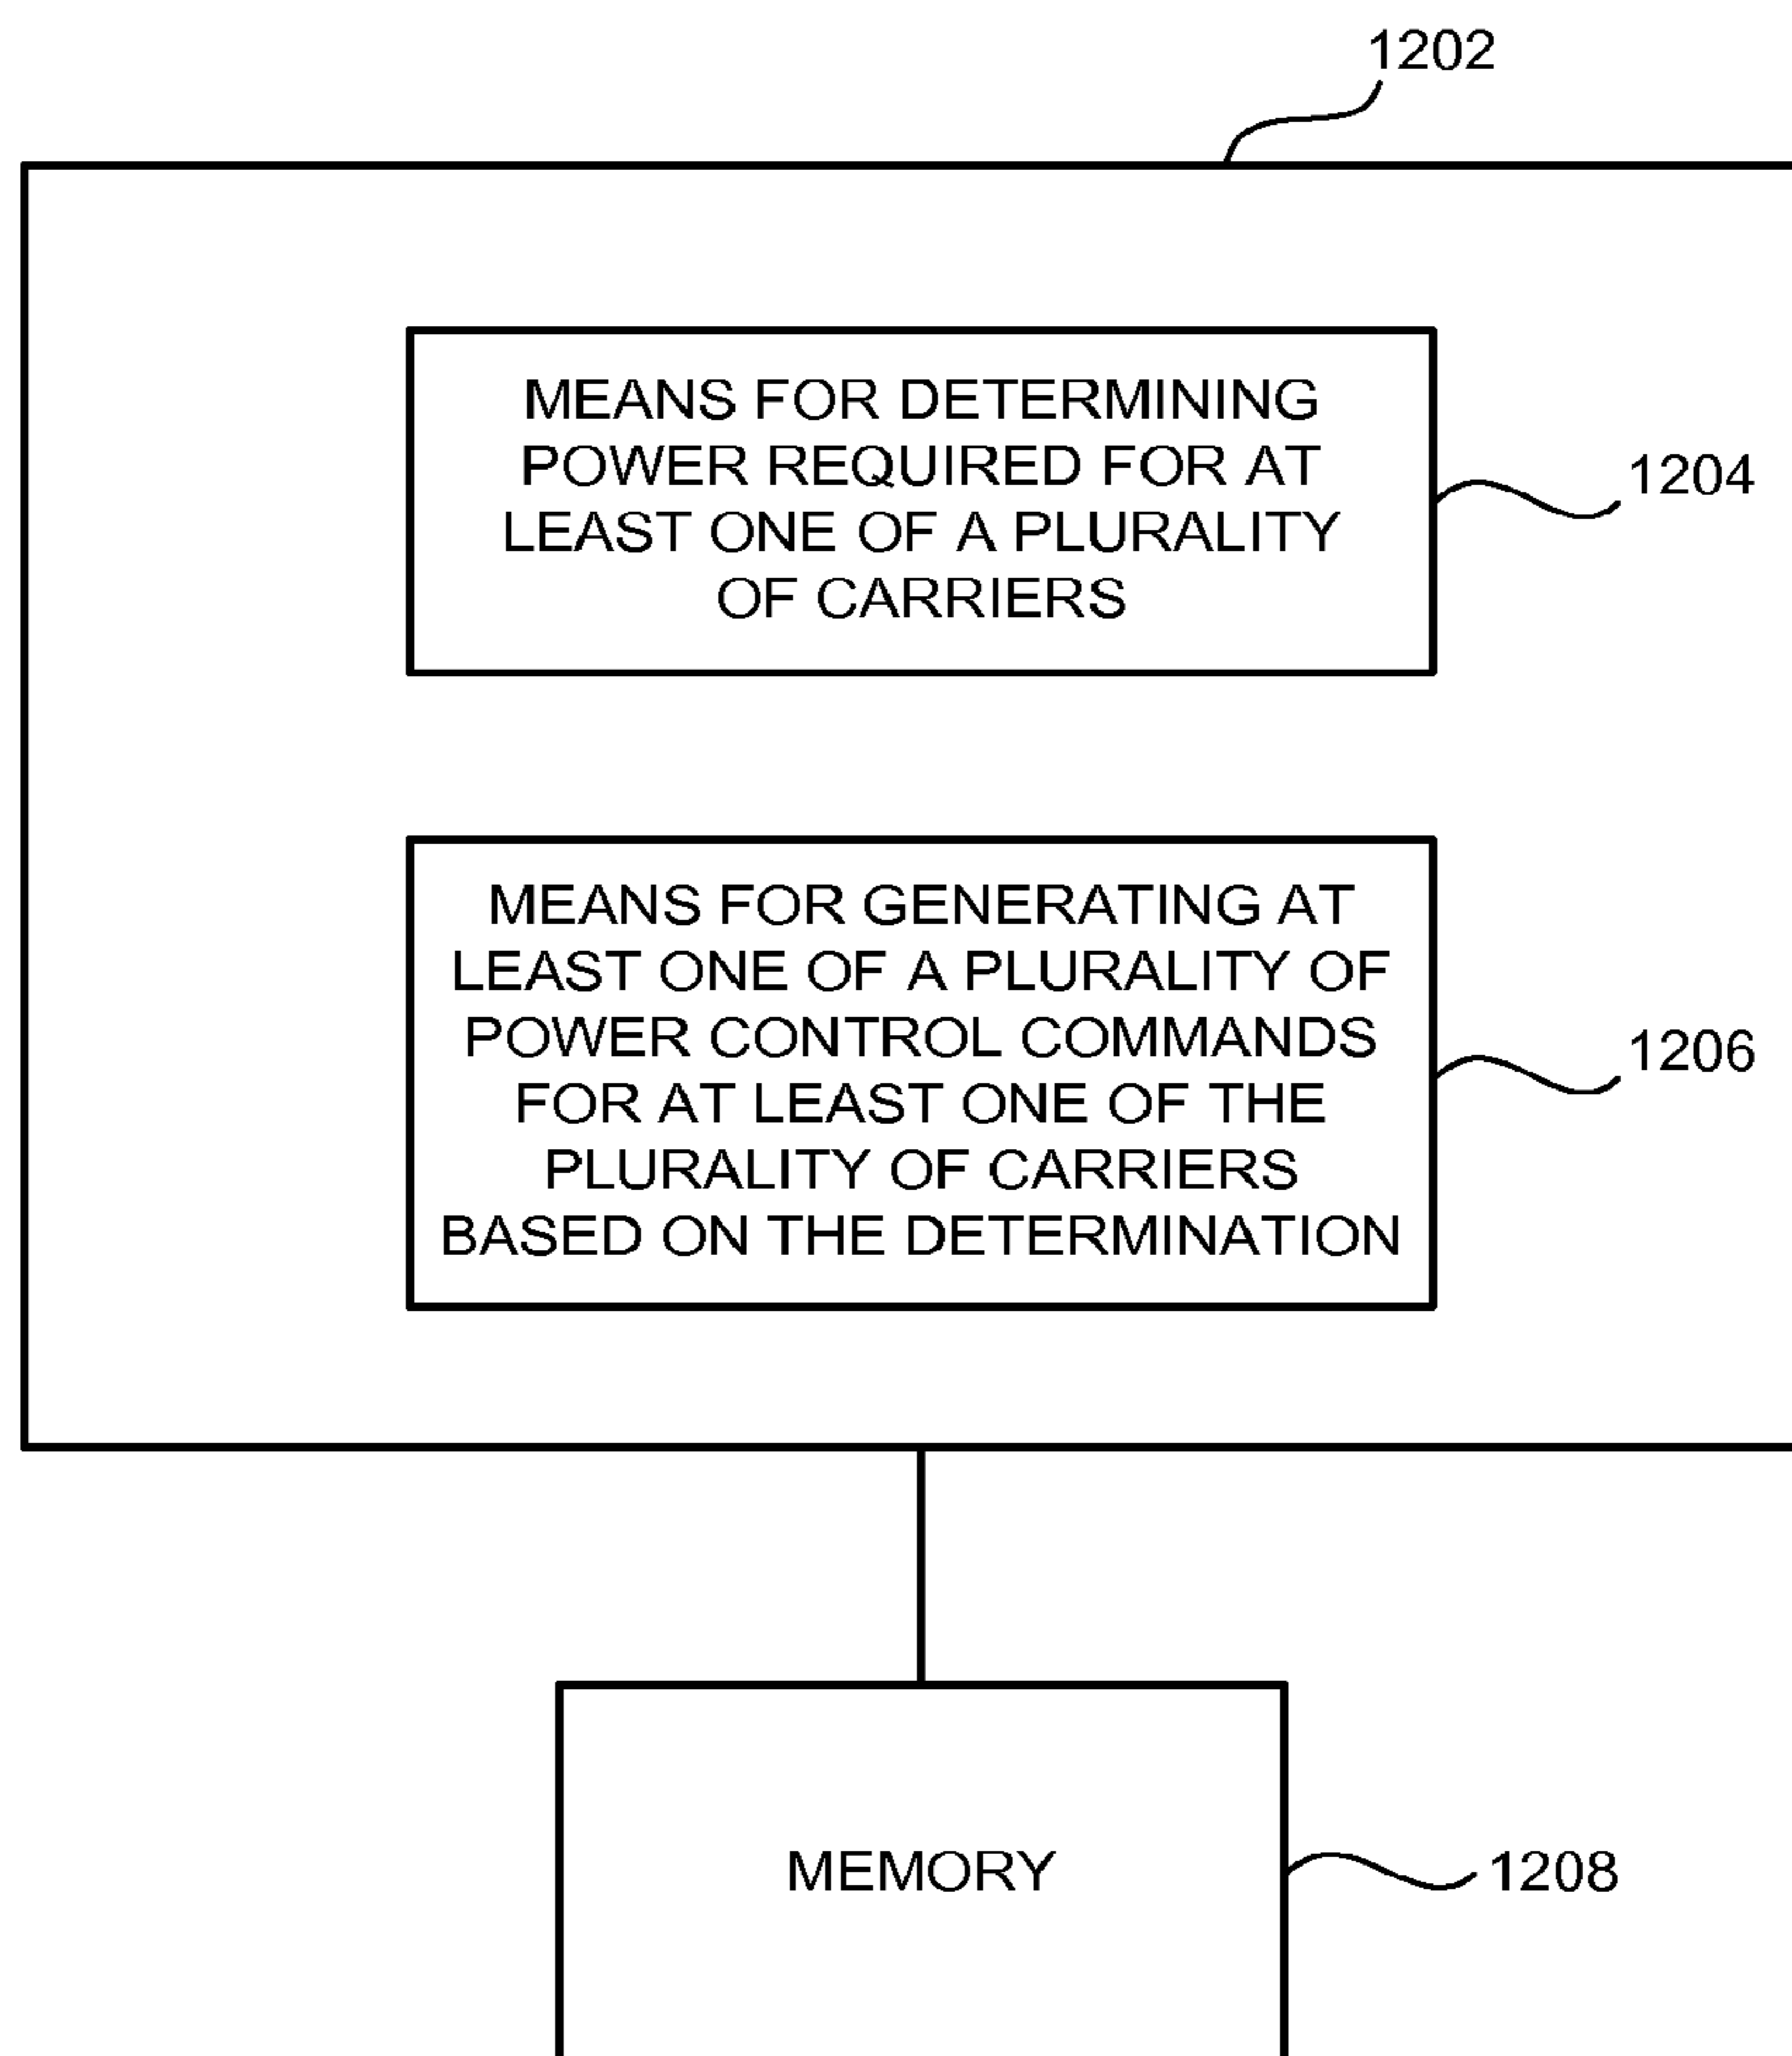 1202
MEANS FOR DETERMINING
POWER REQUIRED FOR AT
LEAST ONE OF A PLURALITY
OF CARRIERS
1204
MEANS FOR GENERATING AT
LEAST ONE OF A PLURALITY OF
POWER CONTROL COMMANDS
FOR AT LEAST ONE OF THE
PLURALITY OF CARRIERS
BASED ON THE DETERMINATION
1206
MEMORY
1208